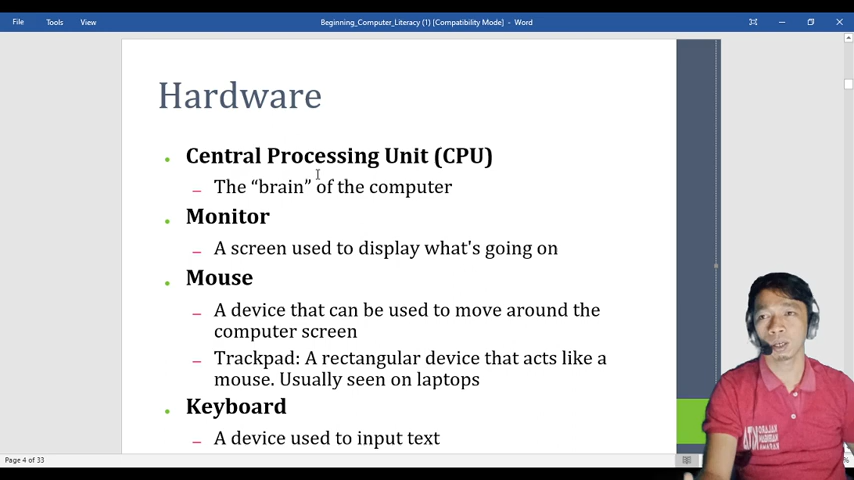 File Tools View Beginning_Computer_Literacy (1) [Compatibility Mode] - Word
Hardware
• Central Processing Unit (CPU)
– The “brain” of the computer
• Monitor
– A screen used to display what's going on
• Mouse
– A device that can be used to move around the
computer screen
– Trackpad: A rectangular device that acts like a
mouse. Usually seen on laptops
• Keyboard
– A device used to input text
Page 4 of 33